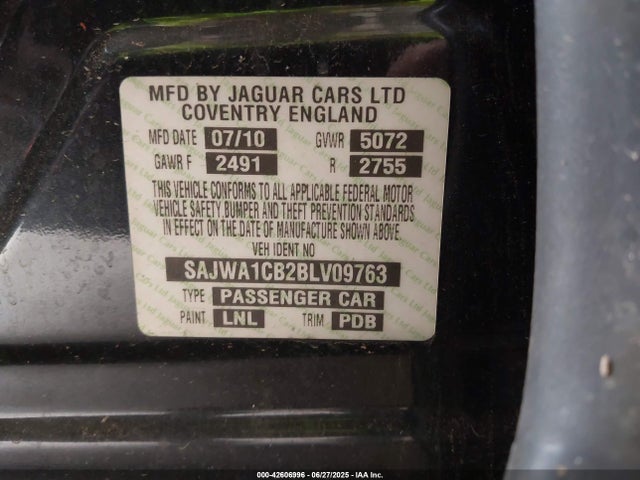 MFD BY JAGUAR CARS LTD
COVENTRY ENGLAND
MFD DATE 07/10 GVWR 5072
GAWR F 2491 R 2755
THIS VEHICLE CONFORMS TO ALL APPLICABLE FEDERAL MOTOR
VEHICLE SAFETY BUMPER AND THEFT PREVENTION STANDARDS
IN EFFECT ON THE DATE OF MANUFACTURE SHOWN ABOVE.
VEH IDENT NO
SAJWA1CB2BLV09763
TYPE PASSENGER CAR
PAINT LNL TRIM PDB
000-42606996 - 06/27/2025 - IAA Inc.